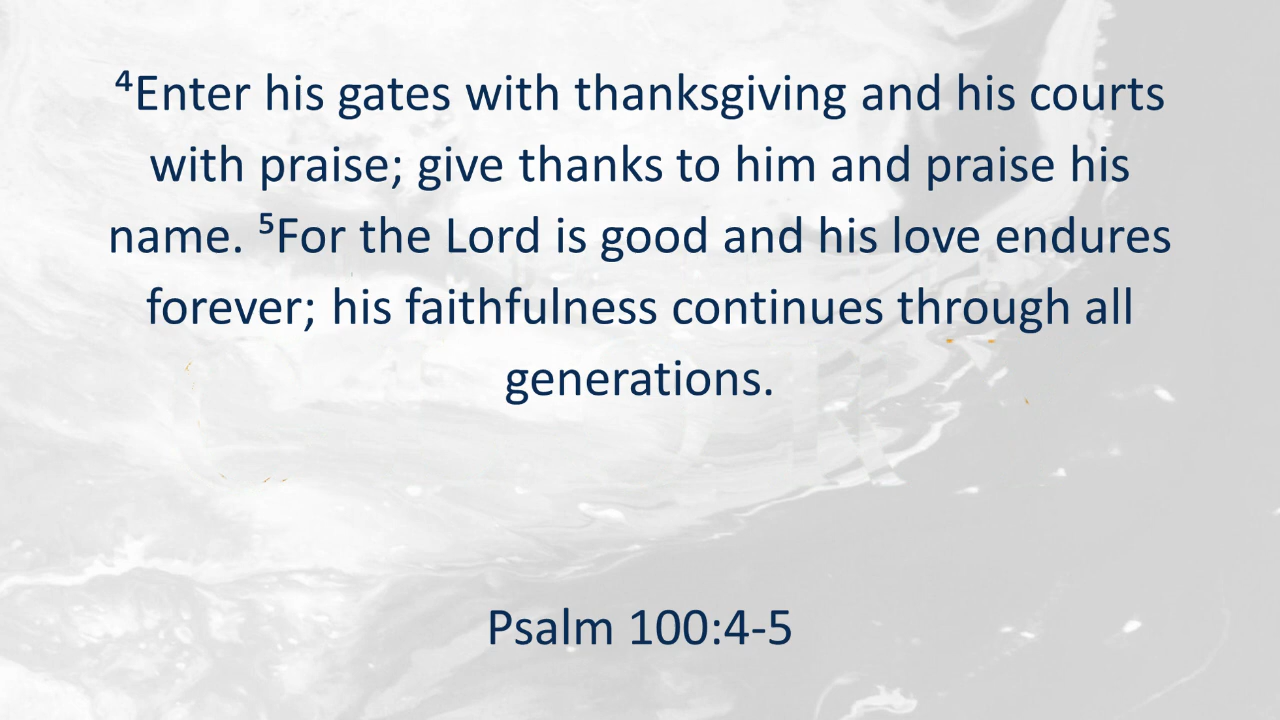 ⁴Enter his gates with thanksgiving and his courts
with praise; give thanks to him and praise his
name. ⁵For the Lord is good and his love endures
forever; his faithfulness continues through all
generations.
Psalm 100:4-5